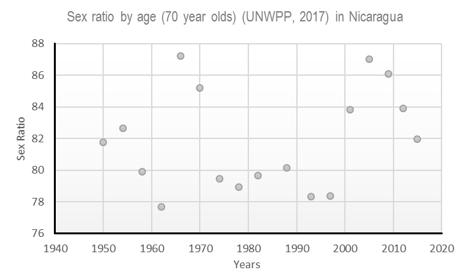 Sex ratio by age (70 year olds) (UNWPP, 2017) in Nicaragua
88
86
84
82
80
78
76
Sex Ratio
1940 1950 1960 1970 1980 1990 2000 2010 2020
Years